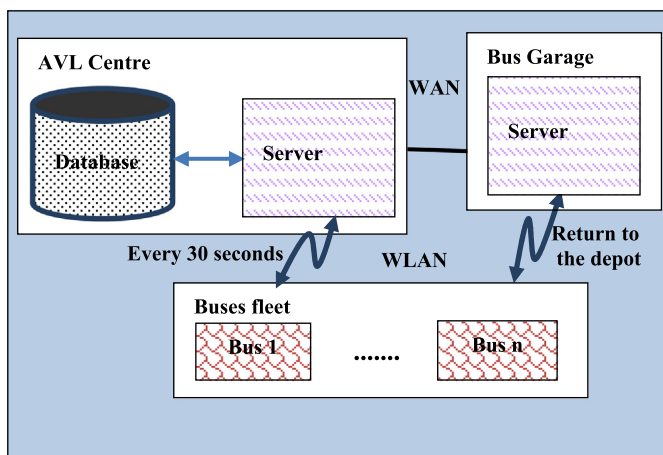 AVL Centre
Database
Server
WAN
Bus Garage
Server
Every 30 seconds
WLAN
Return to
the depot
Buses fleet
Bus 1
.......
Bus n